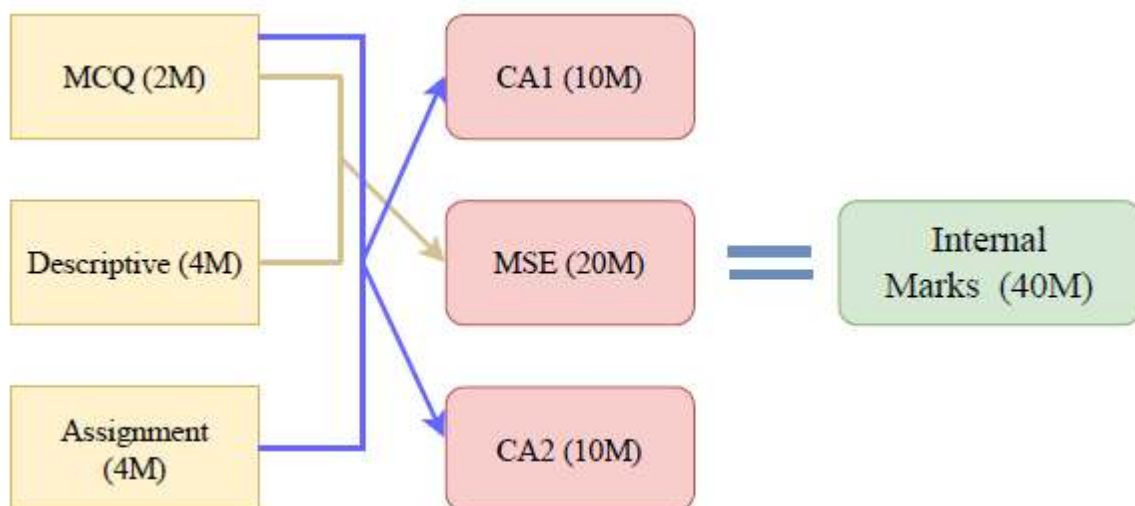 MCQ (2M)
CA1 (10M)
Descriptive (4M)
MSE (20M)
Internal
Marks (40M)
Assignment
(4M)
CA2 (10M)